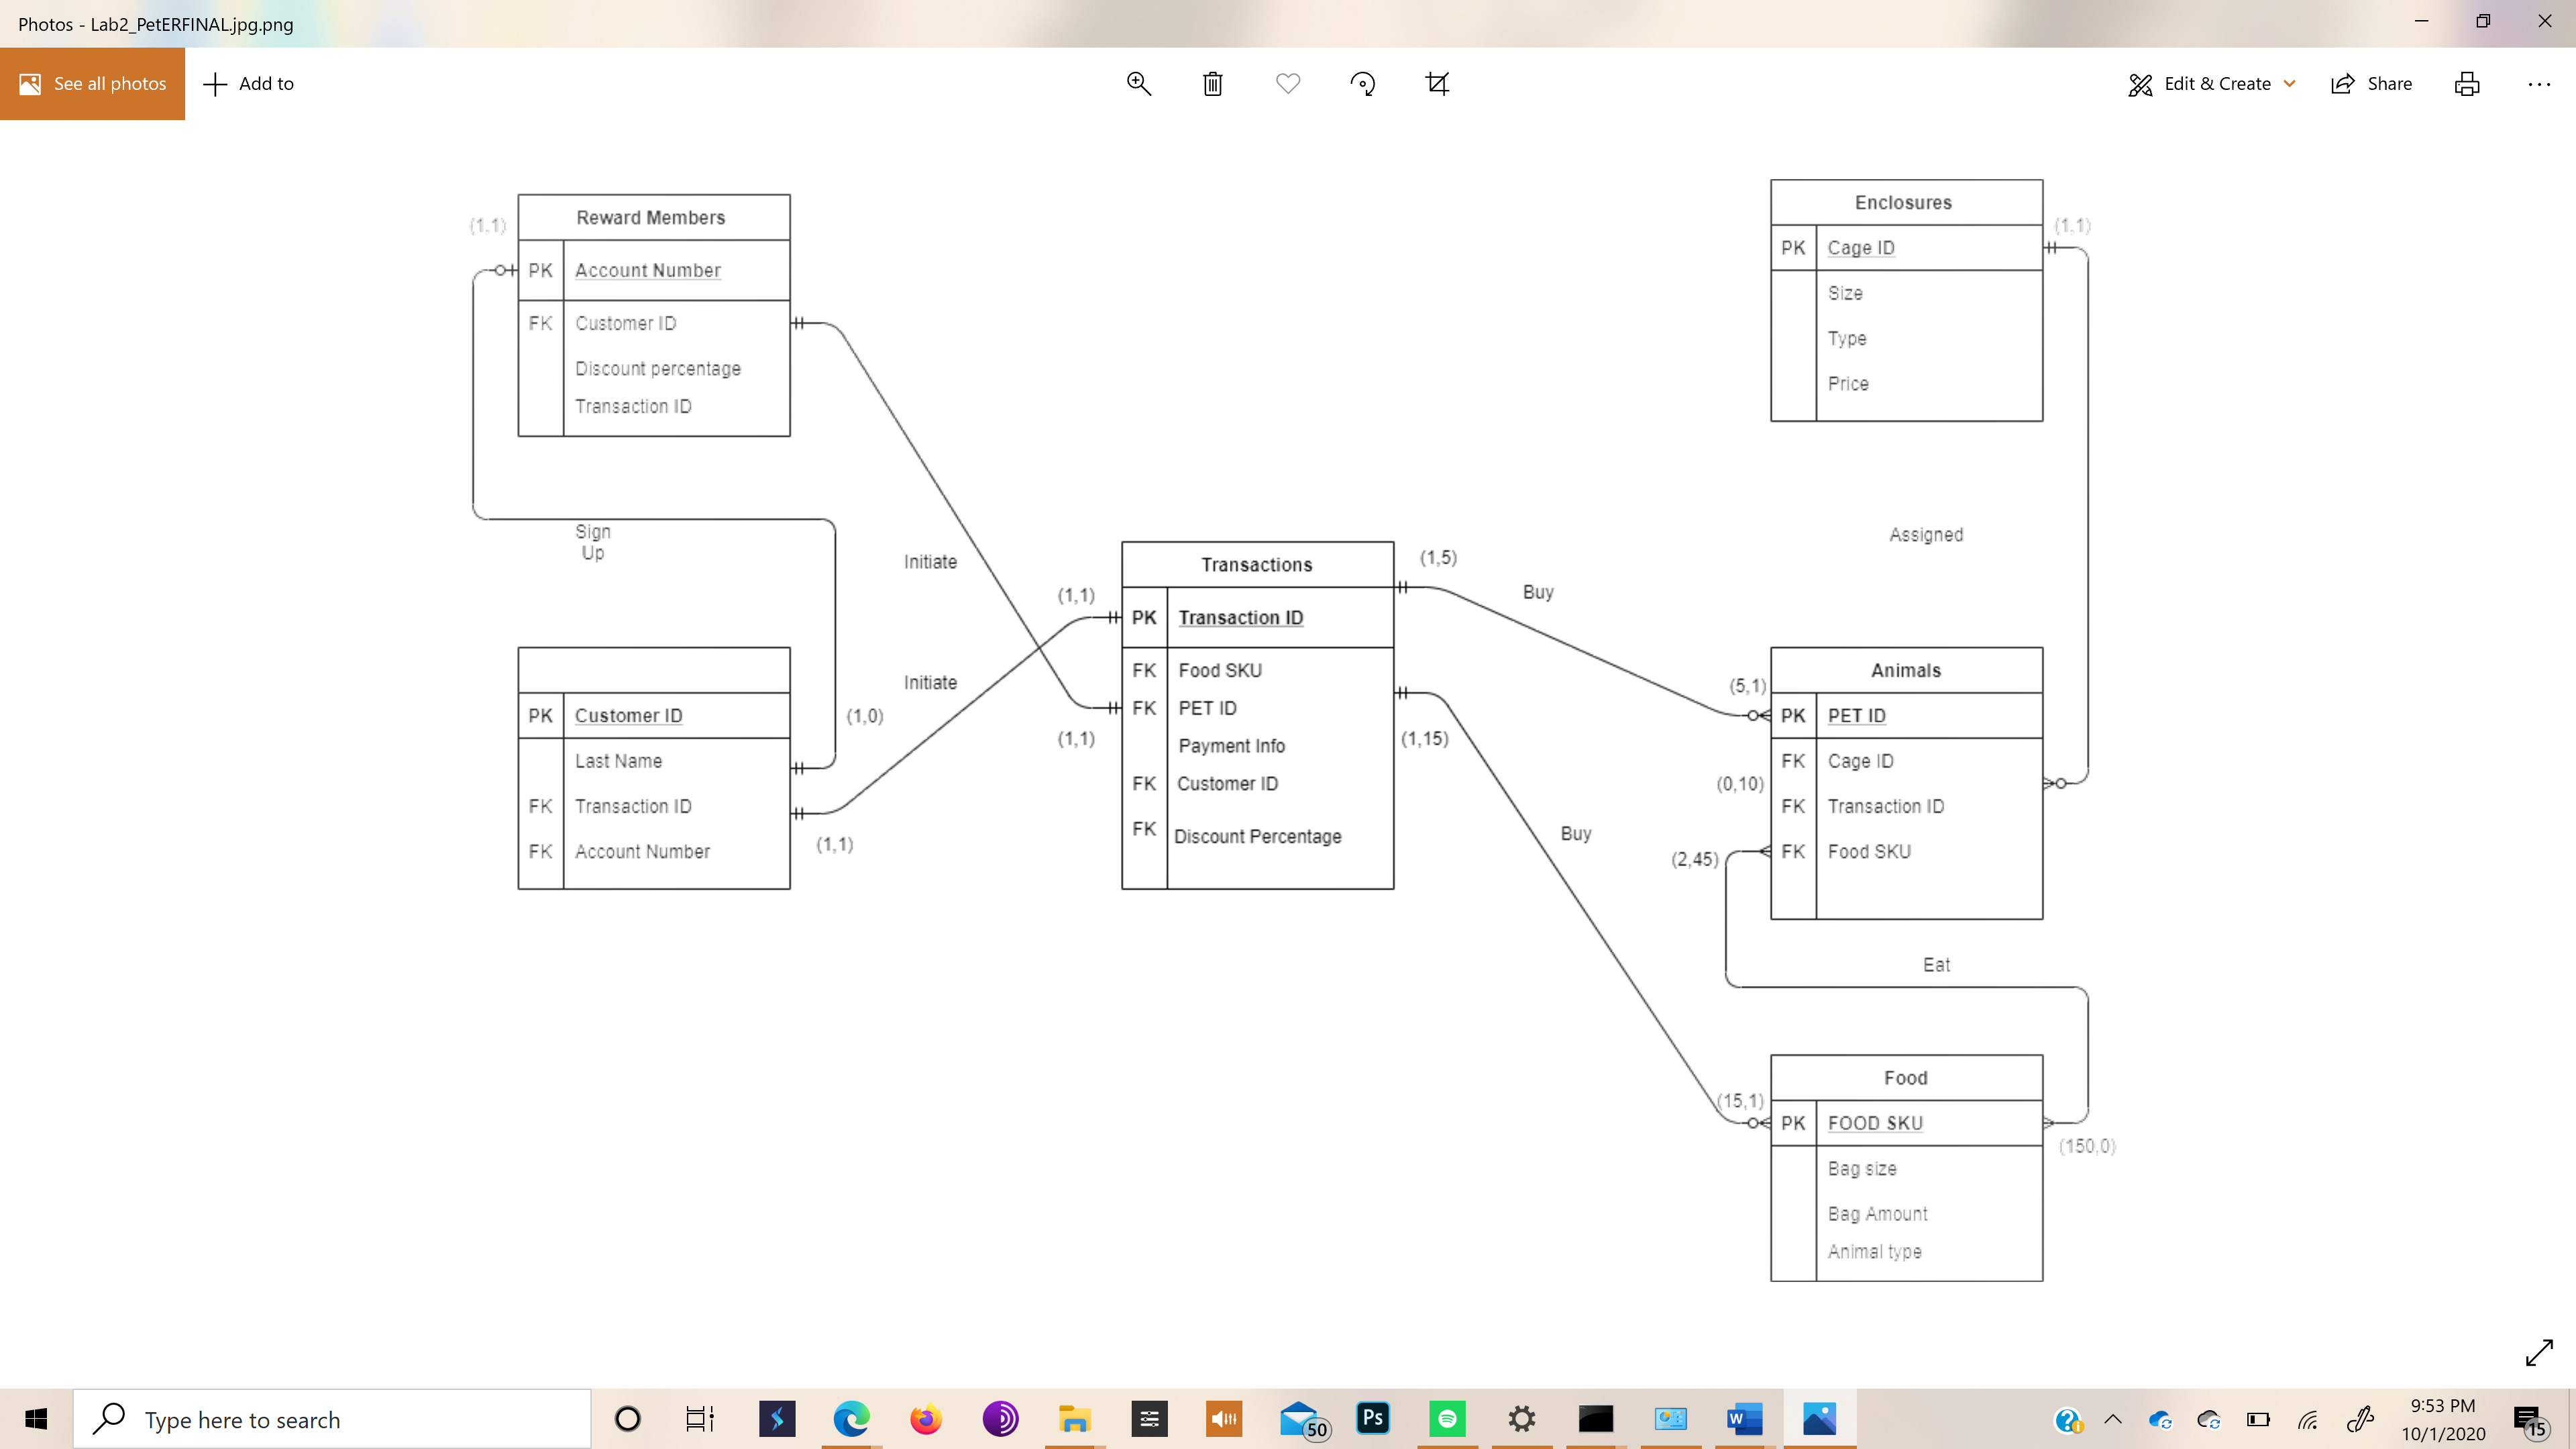 Photos - Lab2_PetERFINAL.jpg.png
See all photos
Add to
Edit & Create
Share
(1,1)
Reward Members
PK Account Number
FK Customer ID
Discount percentage
Transaction ID
Enclosures
(1,1)
PK Cage ID
Size
Type
Price
Sign
Up
Initiate
Assigned
(1,1)
Transactions
(1,5)
Buy
PK Transaction ID
FK Food SKU
FK PET ID
Payment Info
FK Customer ID
FK Discount Percentage
Initiate
(1,0)
(1,1)
(1,15)
PK Customer ID
Last Name
FK Transaction ID
FK Account Number
(1,1)
(5,1)
Animals
PK PET ID
FK Cage ID
(0,10)
FK Transaction ID
FK Food SKU
Buy
(2,45)
Eat
Food
(15,1)
PK FOOD SKU
(150,0)
Bag size
Bag Amount
Animal type
Type here to search
50
Ps
W
9:53 PM
10/1/2020
15